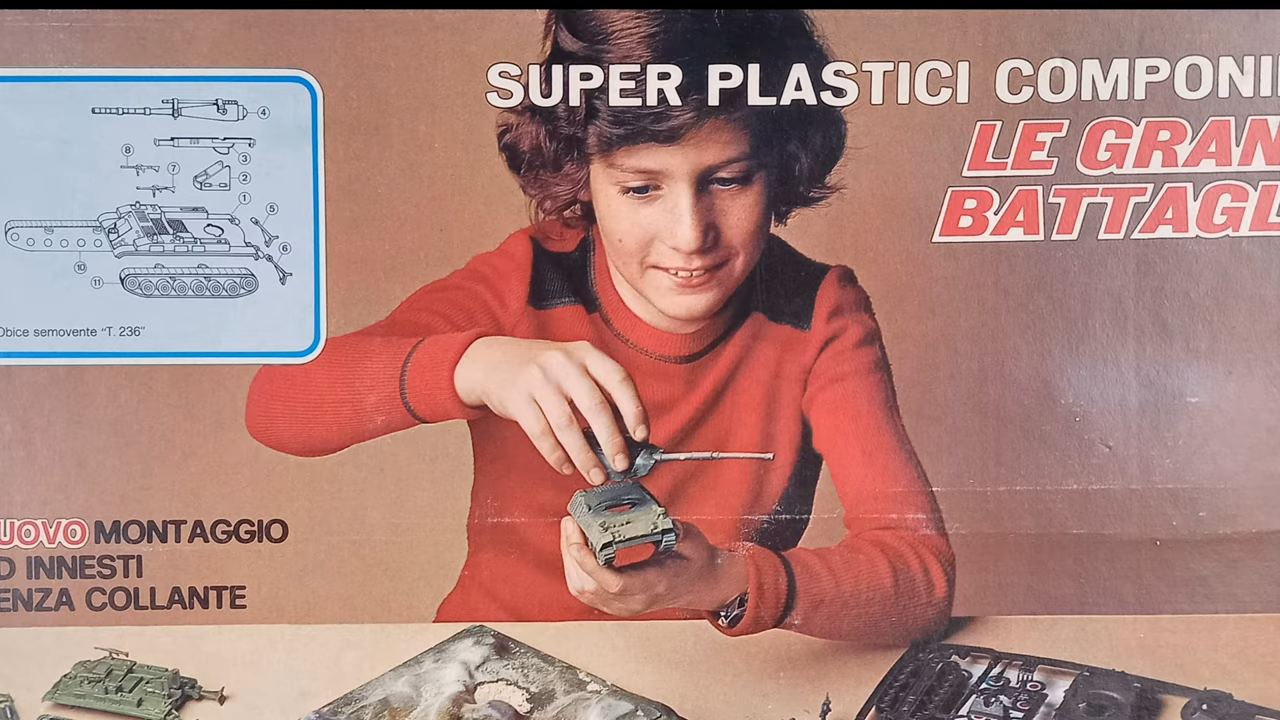 SUPER PLASTICI COMPONI
LE GRAN
BATTAGL
4
3
8
7
2
1
5
6
10
11
Obice semovente "T. 236"
UOVO MONTAGGIO
D INNESTI
ENZA COLLANTE